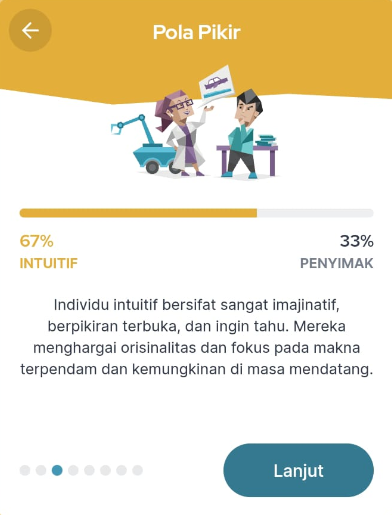 Pola Pikir
67% 33%
INTUITIF PENYIMAK
Individu intuitif bersifat sangat imajinatif,
berpikiran terbuka, dan ingin tahu. Mereka
menghargai orisinalitas dan fokus pada makna
terpendam dan kemungkinan di masa mendatang.
Lanjut